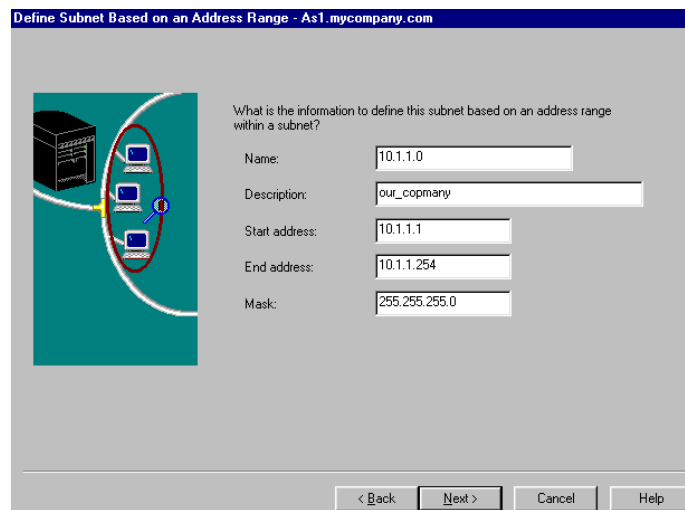 Define Subnet Based on an Address Range - As1.mycompany.com
What is the information to define this subnet based on an address range
within a subnet?
Name: 10.1.1.0
Description: our_copmany
Start address: 10.1.1.1
End address: 10.1.1.254
Mask: 255.255.255.0
< Back Next > Cancel Help